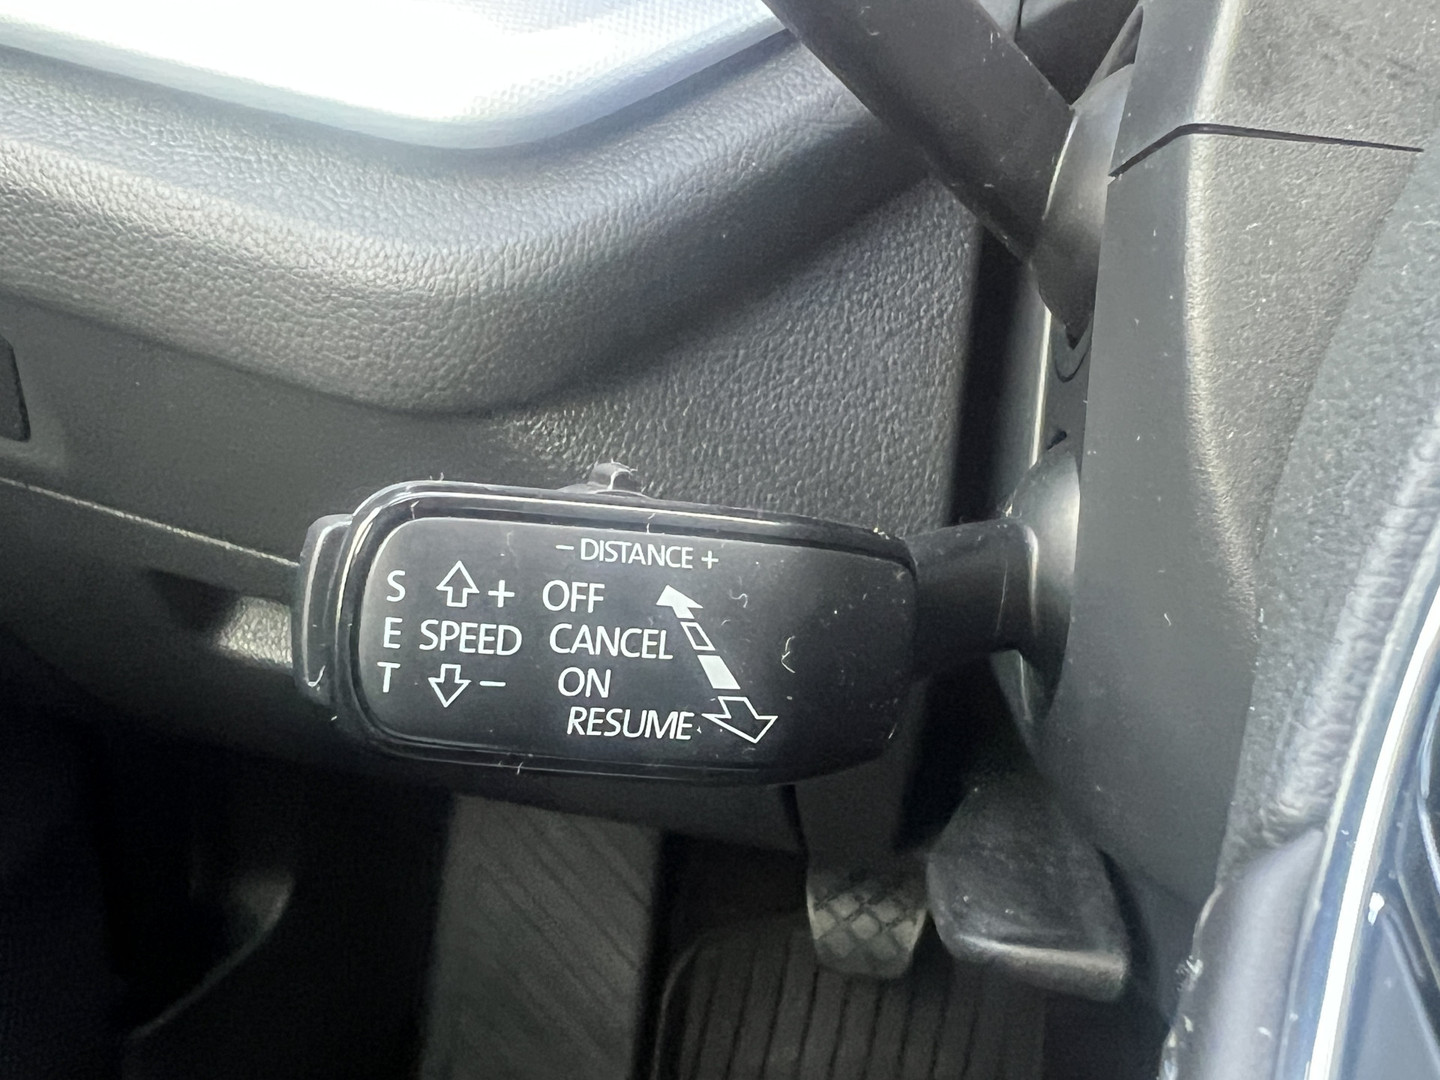 – DISTANCE +
S + OFF
E SPEED CANCEL
T – ON
RESUME